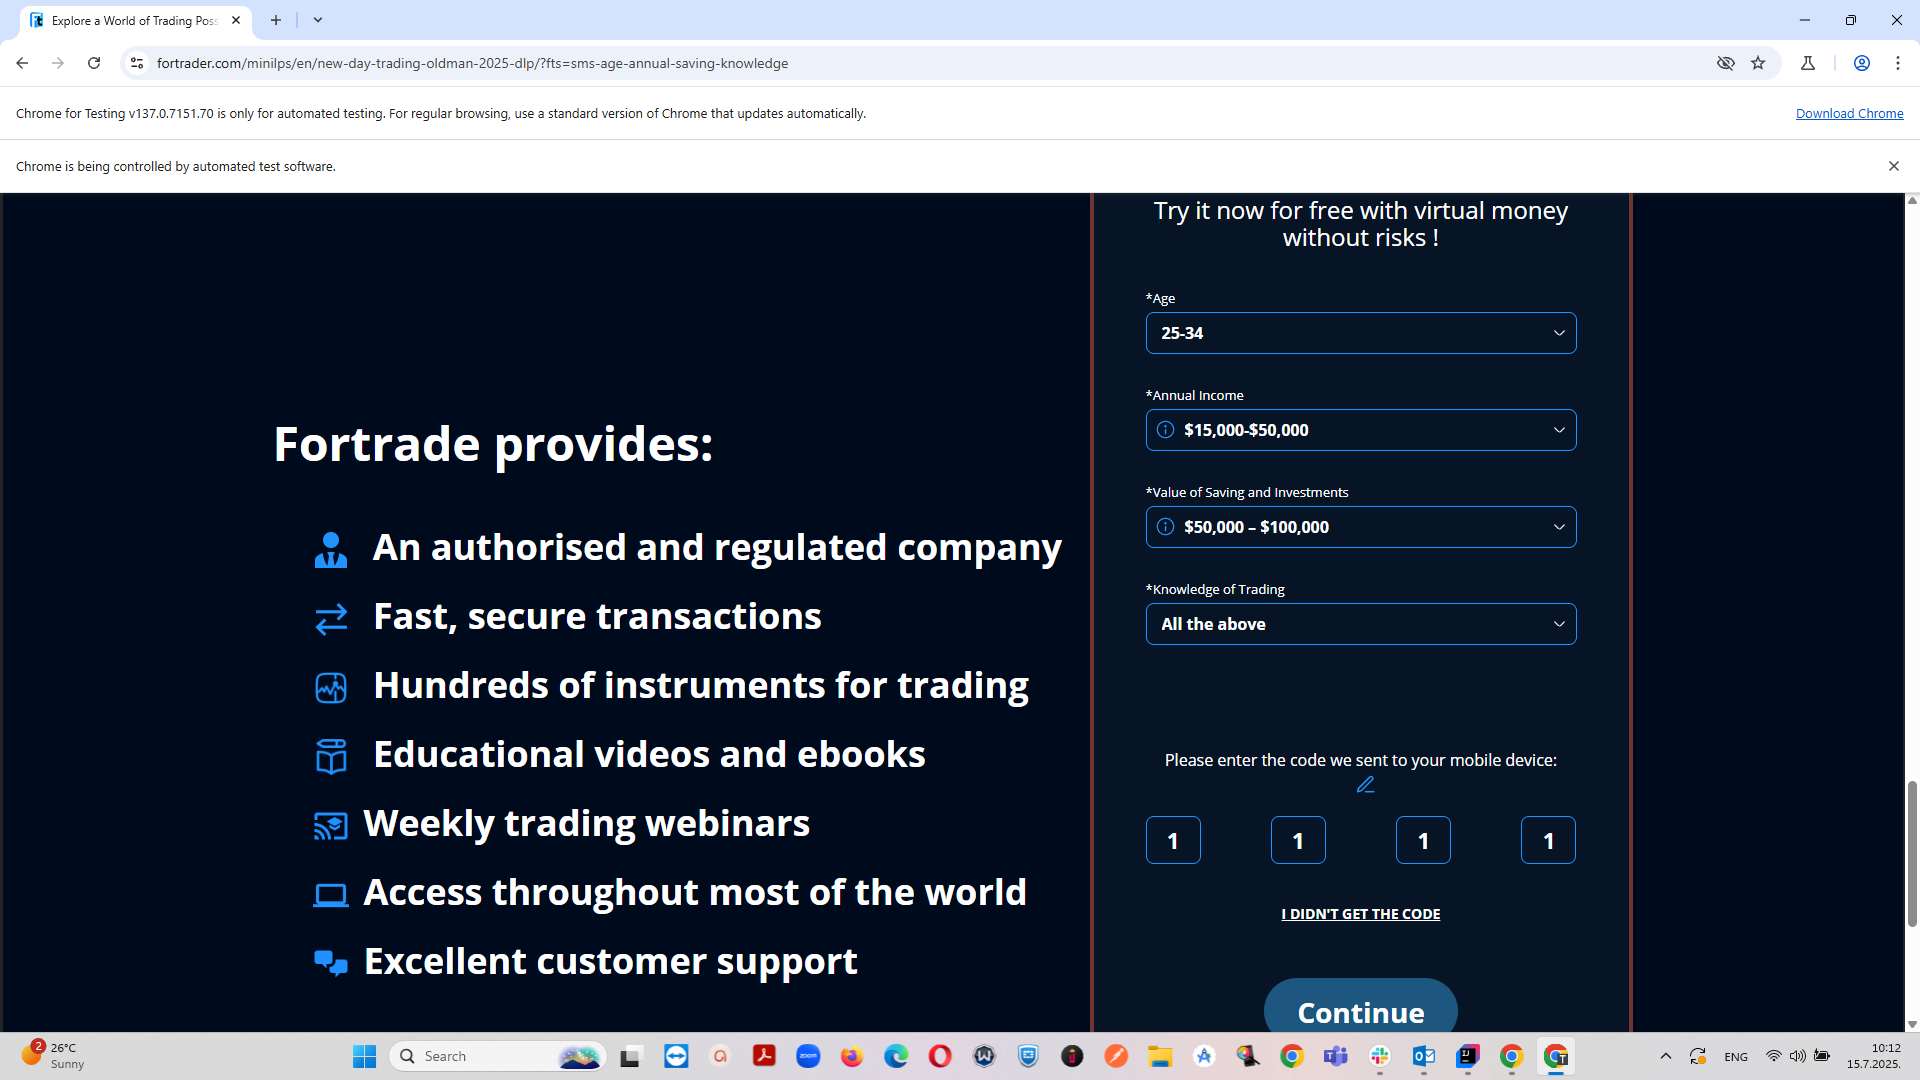 Explore a World of Trading Poss
fortrader.com/minilps/en/new-day-trading-oldman-2025-dlp/?fts=sms-age-annual-saving-knowledge
Chrome for Testing v137.0.7151.70 is only for automated testing. For regular browsing, use a standard version of Chrome that updates automatically.
Download Chrome
Chrome is being controlled by automated test software.
Fortrade provides:
An authorised and regulated company
Fast, secure transactions
Hundreds of instruments for trading
Educational videos and ebooks
Weekly trading webinars
Access throughout most of the world
Excellent customer support
Try it now for free with virtual money
without risks !
*Age
25-34
*Annual Income
$15,000-$50,000
*Value of Saving and Investments
$50,000 – $100,000
*Knowledge of Trading
All the above
Please enter the code we sent to your mobile device:
1 1 1 1
I DIDN'T GET THE CODE
Continue
2
26°C
Sunny
Search
zoom
ENG
10:12
15.7.2025.